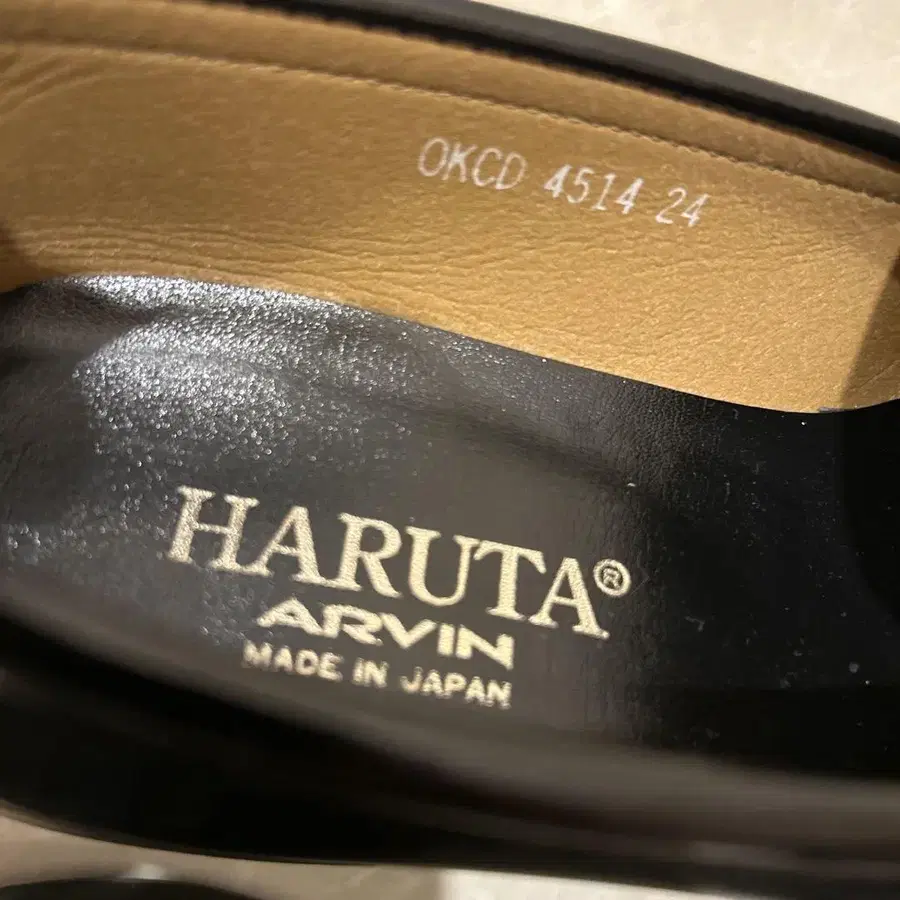 OKCD 4514 24
HARUTA®
ARVIN
MADE IN JAPAN